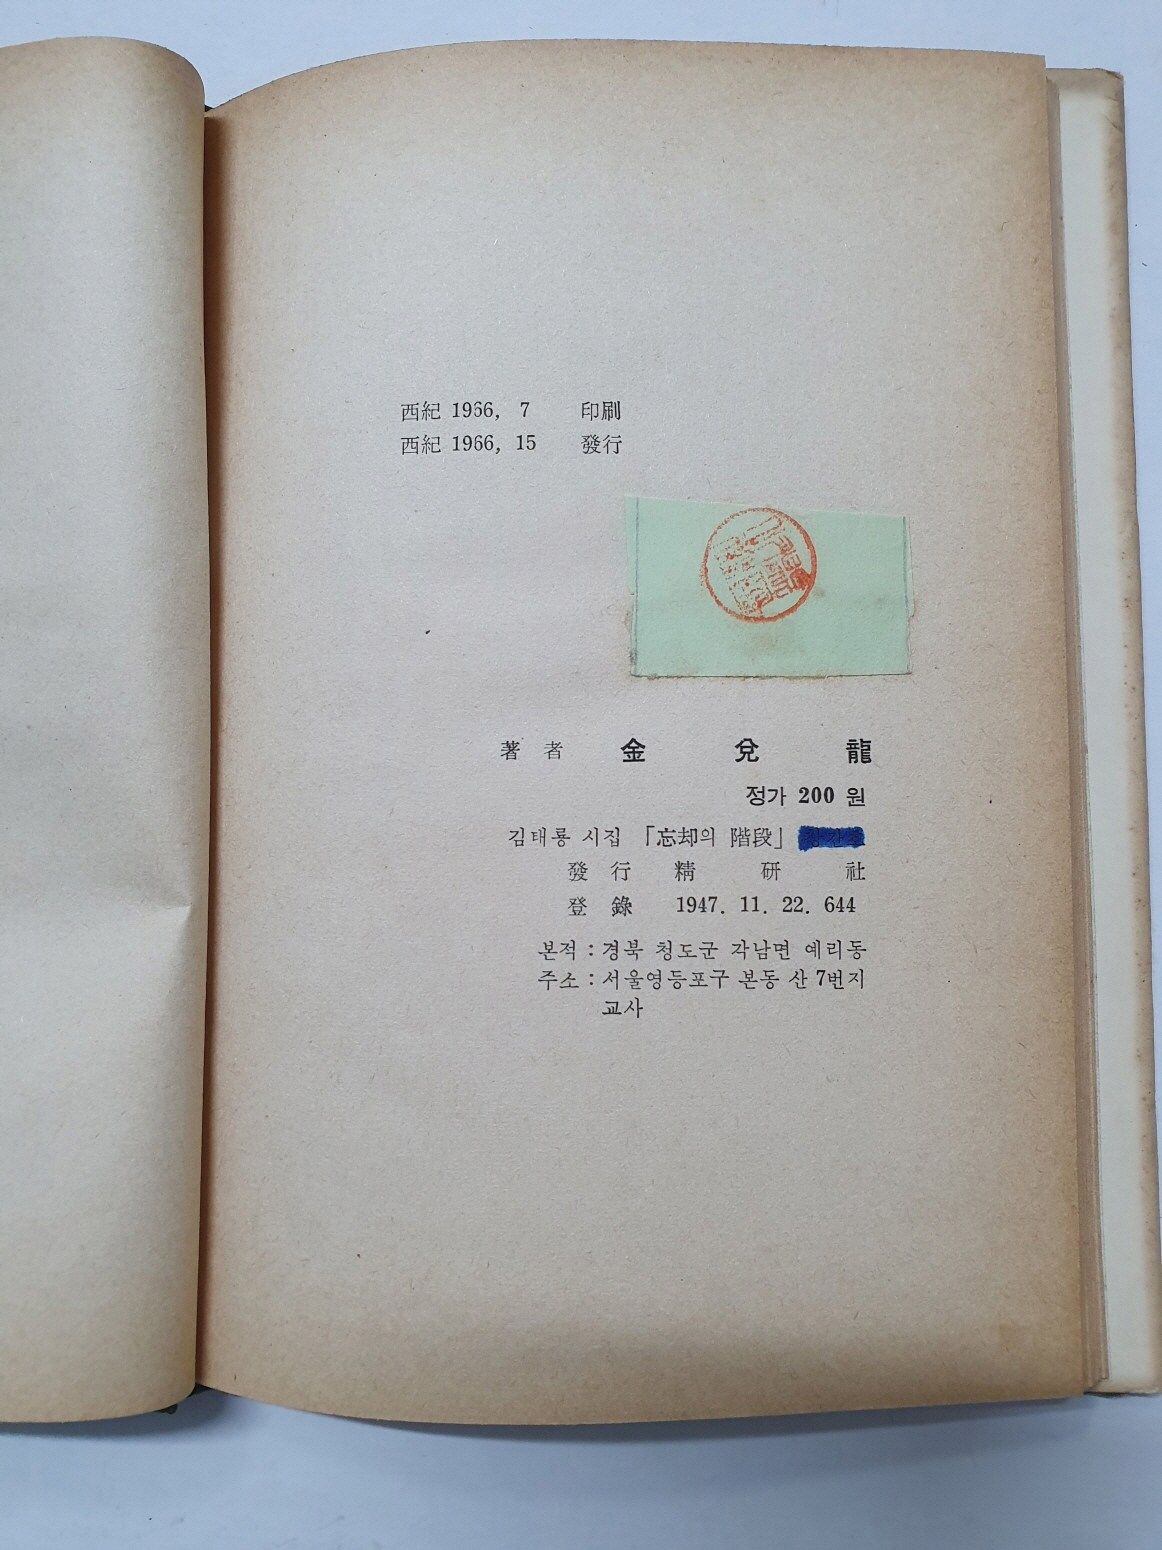 西紀 1966, 7 印刷
西紀 1966, 15 發行
著者 金兌龍
정가 200 원
김태룡 시집 「忘却의 階段」
發行 精研社
登錄 1947. 11. 22. 644
본적 : 경북 청도군 각남면 예리동
주소 : 서울영등포구 본동 산 7번지
교사